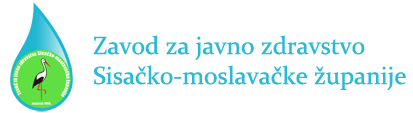 Zavod za javno zdravstvo
Sisačko-moslavačke županije